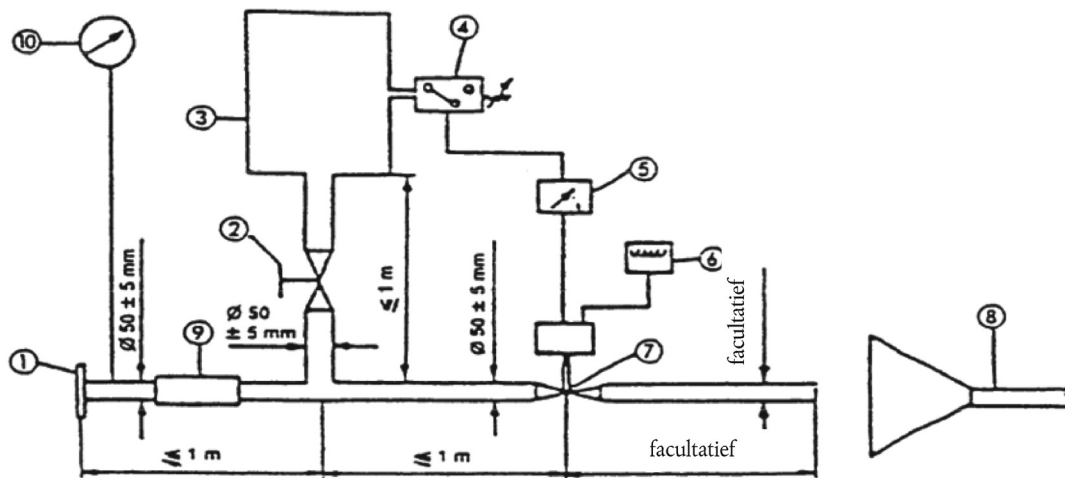 10
4
3
5
2
6
≤ 1 m
Ø 50 ± 5 mm
Ø 50
± 5 mm
Ø 50 ± 5 mm
facultatief
1
9
7
8
≤ 1 m
≤ 1 m
facultatief